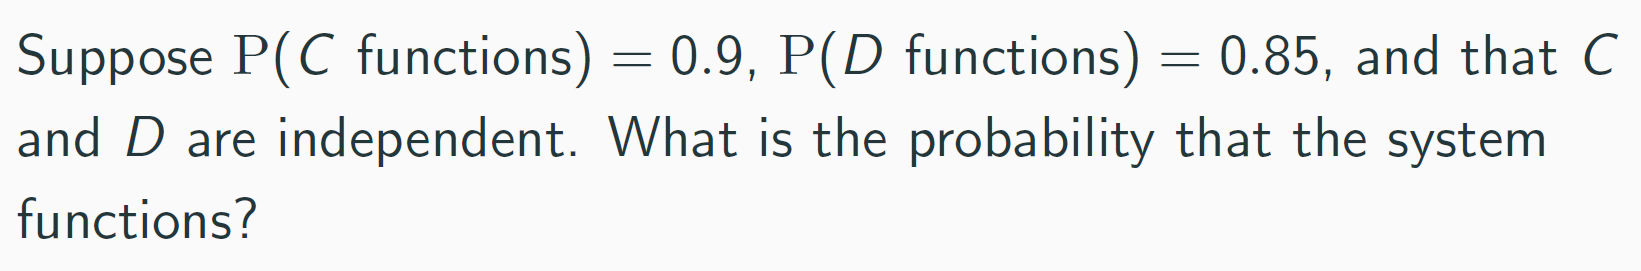 Suppose P(C functions) = 0.9, P(D functions) = 0.85, and that C
and D are independent. What is the probability that the system
functions?